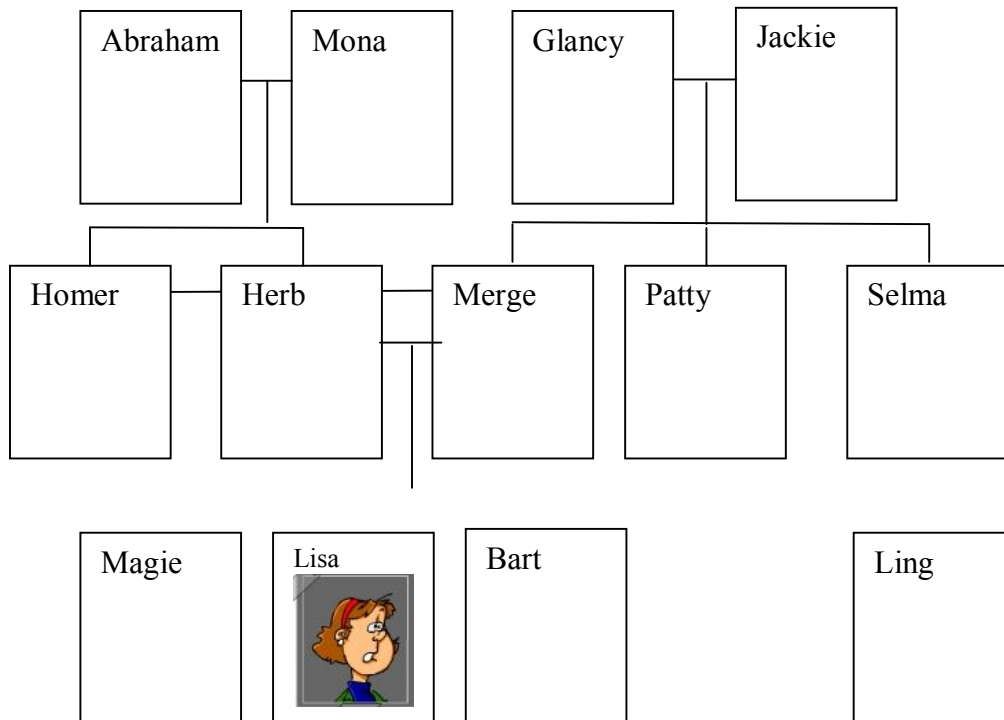 Abraham
Mona
Glancy
Jackie
Homer
Herb
Merge
Patty
Selma
Magie
Lisa
Bart
Ling